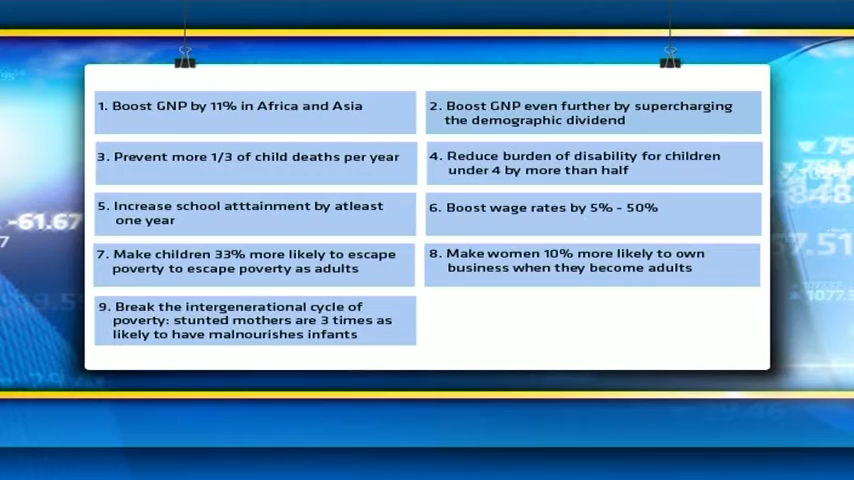 1. Boost GNP by 11% in Africa and Asia
2. Boost GNP even further by supercharging
the demographic dividend
3. Prevent more 1/3 of child deaths per year
4. Reduce burden of disability for children
under 4 by more than half
5. Increase school atttainment by atleast
one year
6. Boost wage rates by 5% - 50%
7. Make children 33% more likely to escape
poverty to escape poverty as adults
8. Make women 10% more likely to own
business when they become adults
9. Break the intergenerational cycle of
poverty: stunted mothers are 3 times as
likely to have malnourishes infants
-61.67